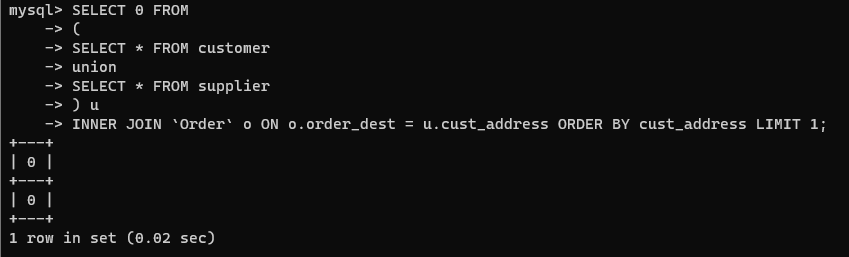 mysql> SELECT 0 FROM
    -> (
    -> SELECT * FROM customer
    -> union
    -> SELECT * FROM supplier
    -> ) u
    -> INNER JOIN `Order` o ON o.order_dest = u.cust_address ORDER BY cust_address LIMIT 1;
+---+
| 0 |
+---+
| 0 |
+---+
1 row in set (0.02 sec)